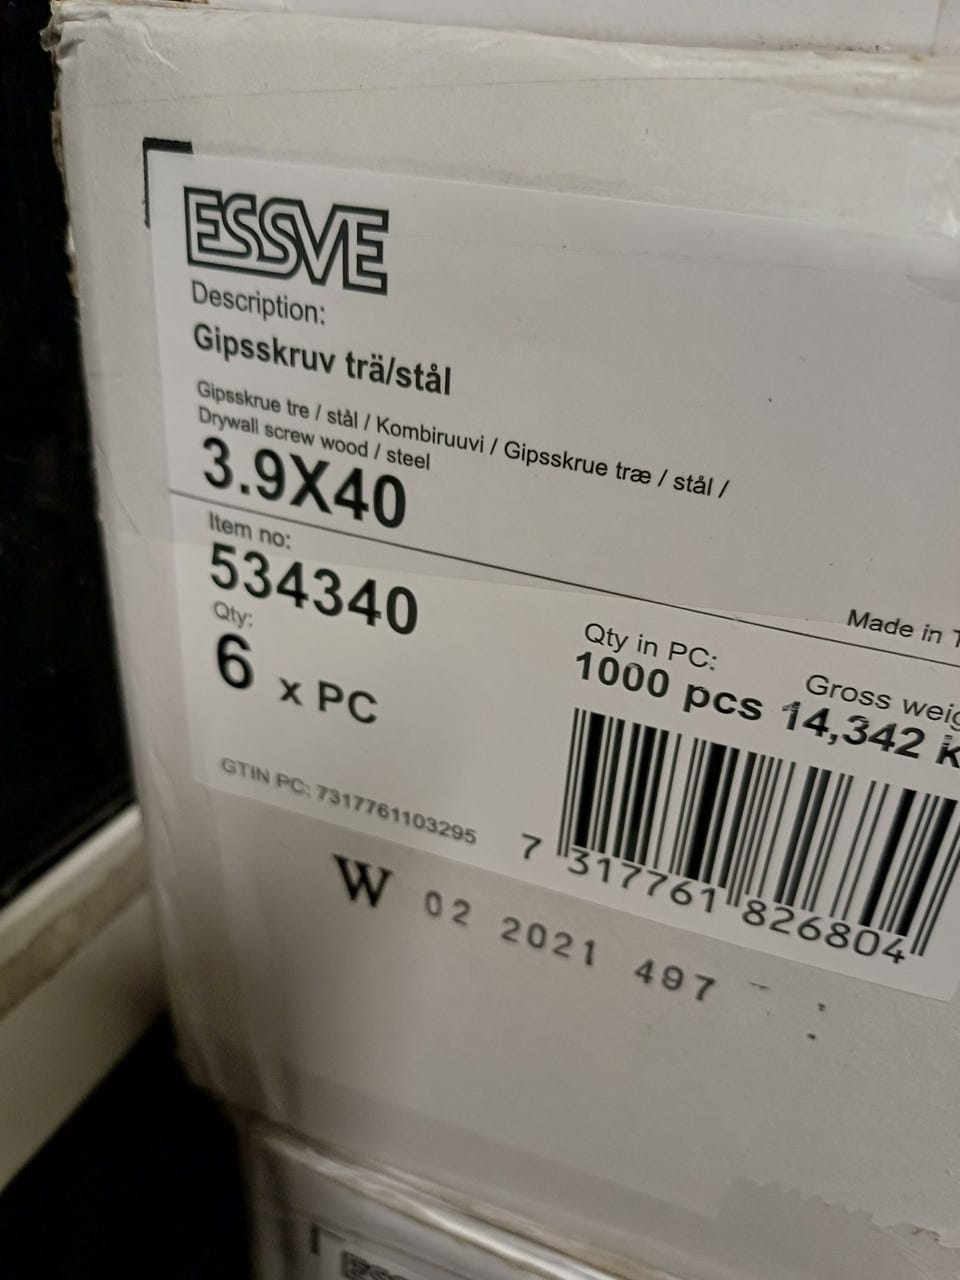 ESSVE
Description:
Gipsskruv trä/stål
Gipsskrue tre / stål / Kombiruuvi / Gipsskrue træ / stål /
Drywall screw wood / steel
3.9X40
Item no:
534340
Made in
Qty:
Qty in PC:
Gross
6 x PC
1000 pcs 14,342
GTIN PC: 7317761103295
7 317761 826804
W 02 2021 497